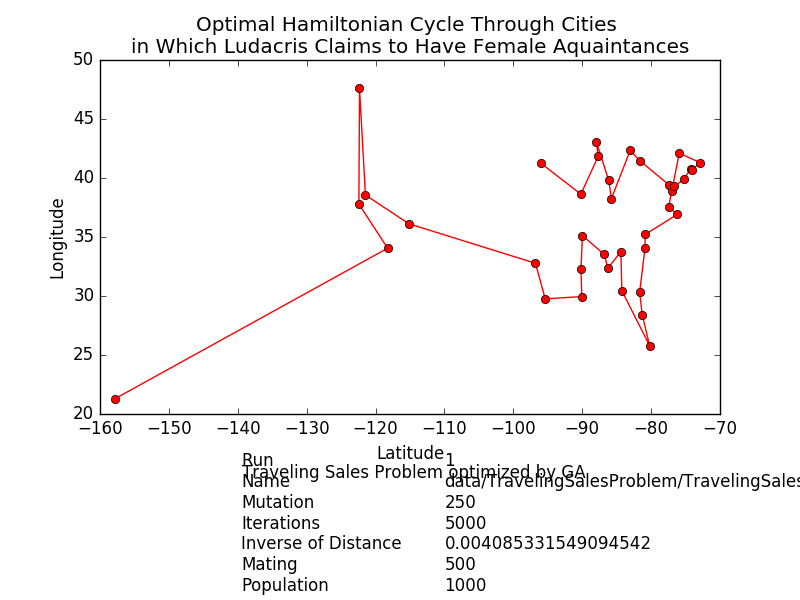 Optimal Hamiltonian Cycle Through Cities
in Which Ludacris Claims to Have Female Aquaintances
50
45
40
35
30
25
20
Longitude
−160 −150 −140 −130 −120 −110 −100 −90 −80 −70
Latitude
Run 1
Traveling Sales Problem optimized by GA
Name data/TravelingSalesProblem/TravelingSales
Mutation 250
Iterations 5000
Inverse of Distance 0.004085331549094542
Mating 500
Population 1000